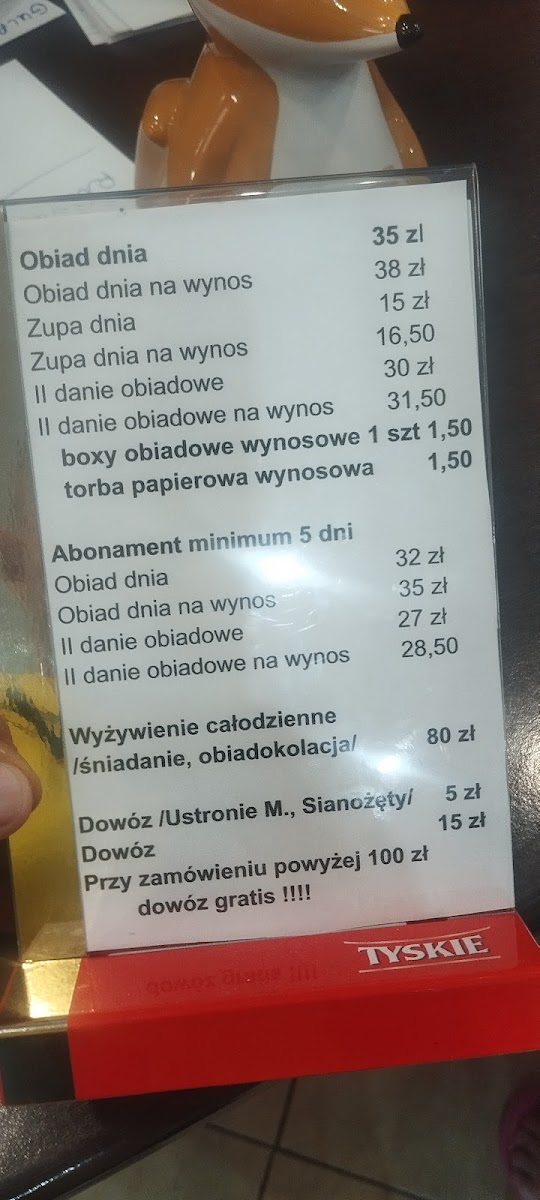 Obiad dnia 35 zl
Obiad dnia na wynos 38 zł
Zupa dnia 15 zł
Zupa dnia na wynos 16,50
II danie obiadowe 30 zł
II danie obiadowe na wynos 31,50
boxy obiadowe wynosowe 1 szt 1,50
torba papierowa wynosowa 1,50
Abonament minimum 5 dni
Obiad dnia 32 zł
Obiad dnia na wynos 35 zł
II danie obiadowe 27 zł
II danie obiadowe na wynos 28,50
Wyżywienie całodzienne
/śniadanie, obiadokolacja/ 80 zł
Dowóz /Ustronie M., Sianożęty/ 5 zł
Dowóz 15 zł
Przy zamówieniu powyżej 100 zł
dowóz gratis !!!!
TYSKIE